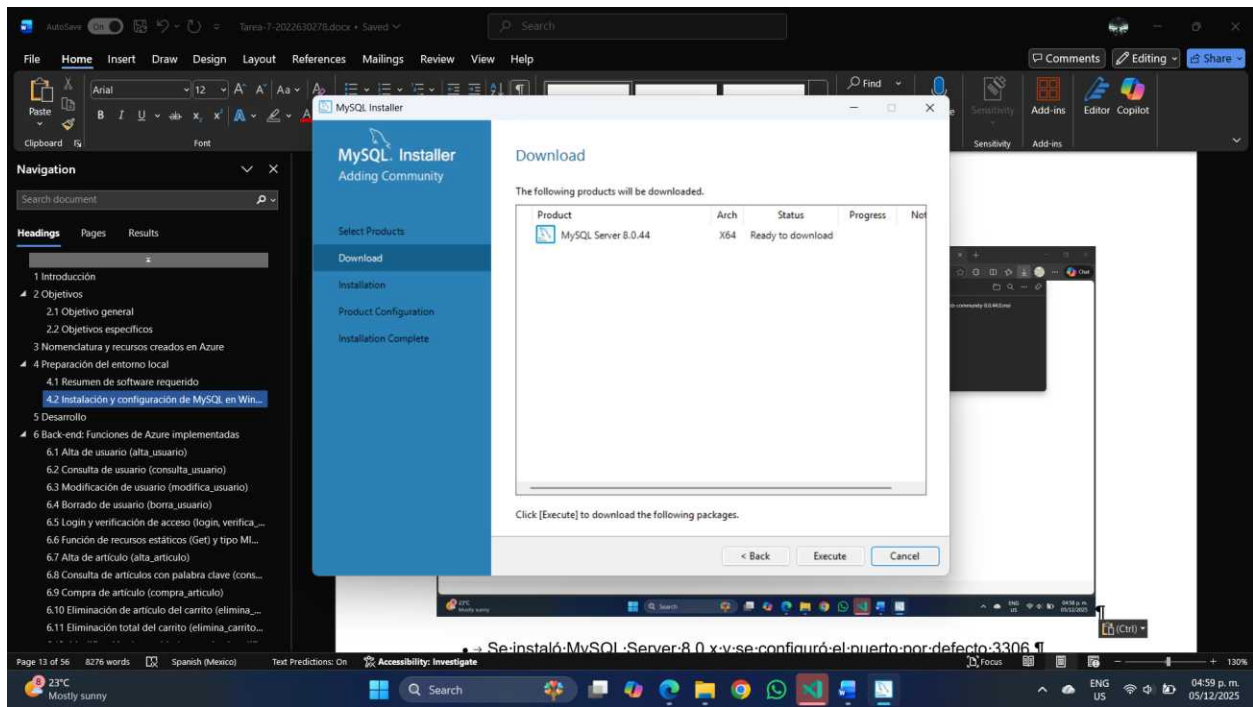 AutoSave On Tarea-7-2022630278.docx • Saved Search
File Home Insert Draw Design Layout References Mailings Review View Help Comments Editing Share
Paste Arial 12 Find Sensitivity Add-ins Editor Copilot
Clipboard Font Sensitivity Add-ins
Navigation
Search document
Headings Pages Results
1 Introducción
2 Objetivos
2.1 Objetivo general
2.2 Objetivos específicos
3 Nomenclatura y recursos creados en Azure
4 Preparación del entorno local
4.1 Resumen de software requerido
4.2 Instalación y configuración de MySQL en Win...
5 Desarrollo
6 Back-end: Funciones de Azure implementadas
6.1 Alta de usuario (alta_usuario)
6.2 Consulta de usuario (consulta_usuario)
6.3 Modificación de usuario (modifica_usuario)
6.4 Borrado de usuario (borra_usuario)
6.5 Login y verificación de acceso (login, verifica_...
6.6 Función de recursos estáticos (Get) y tipo MI...
6.7 Alta de artículo (alta_articulo)
6.8 Consulta de artículos con palabra clave (cons...
6.9 Compra de artículo (compra_articulo)
6.10 Eliminación de artículo del carrito (elimina_...
6.11 Eliminación total del carrito (elimina_carrito...
MySQL Installer
MySQL. Installer
Adding Community
Select Products
Download
Installation
Product Configuration
Installation Complete
Download
The following products will be downloaded.
Product Arch Status Progress Not
MySQL Server 8.0.44 X64 Ready to download
Click [Execute] to download the following packages.
< Back Execute Cancel
Chat
23°C
Mostly sunny
Search
ENG
US
04:58 p. m.
05/12/2025
(Ctrl)
Se instaló MySQL Server 8.0.x y se configuró el puerto por defecto 3306.
Page 13 of 56 8276 words Spanish (Mexico) Text Predictions: On Accessibility: Investigate Focus 130%
23°C
Mostly sunny
Search
ENG
US
04:59 p. m.
05/12/2025